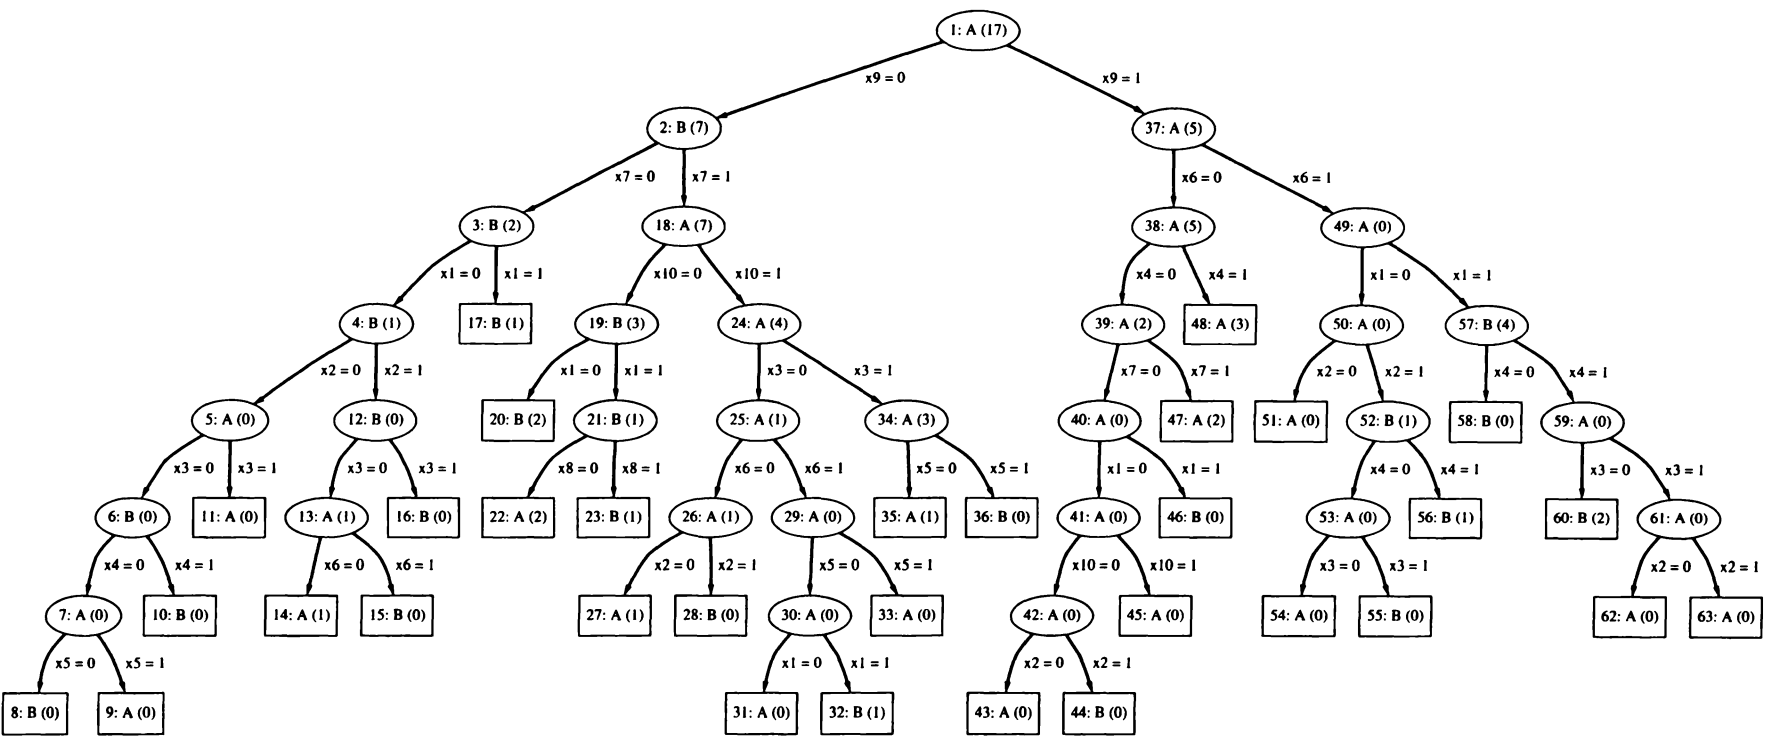 1: A (17)
x9 = 0
x9 = 1
2: B (7)
37: A (5)
x7 = 0
x7 = 1
x6 = 0
x6 = 1
3: B (2)
18: A (7)
38: A (5)
49: A (0)
x1 = 0
x1 = 1
x10 = 0
x10 = 1
x4 = 0
x4 = 1
x1 = 0
x1 = 1
4: B (1)
17: B (1)
19: B (3)
24: A (4)
39: A (2)
48: A (3)
50: A (0)
57: B (4)
x2 = 0
x2 = 1
x1 = 0
x1 = 1
x3 = 0
x3 = 1
x7 = 0
x7 = 1
x2 = 0
x2 = 1
x4 = 0
x4 = 1
5: A (0)
12: B (0)
20: B (2)
21: B (1)
25: A (1)
34: A (3)
40: A (0)
47: A (2)
51: A (0)
52: B (1)
58: B (0)
59: A (0)
x3 = 0
x3 = 1
x3 = 0
x3 = 1
x8 = 0
x8 = 1
x6 = 0
x6 = 1
x5 = 0
x5 = 1
x1 = 0
x1 = 1
x4 = 0
x4 = 1
x3 = 0
x3 = 1
6: B (0)
11: A (0)
13: A (1)
16: B (0)
22: A (2)
23: B (1)
26: A (1)
29: A (0)
35: A (1)
36: B (0)
41: A (0)
46: B (0)
53: A (0)
56: B (1)
60: B (2)
61: A (0)
x4 = 0
x4 = 1
x6 = 0
x6 = 1
x2 = 0
x2 = 1
x5 = 0
x5 = 1
x10 = 0
x10 = 1
x3 = 0
x3 = 1
x2 = 0
x2 = 1
7: A (0)
10: B (0)
14: A (1)
15: B (0)
27: A (1)
28: B (0)
30: A (0)
33: A (0)
42: A (0)
45: A (0)
54: A (0)
55: B (0)
62: A (0)
63: A (0)
x5 = 0
x5 = 1
x1 = 0
x1 = 1
x2 = 0
x2 = 1
8: B (0)
9: A (0)
31: A (0)
32: B (1)
43: A (0)
44: B (0)